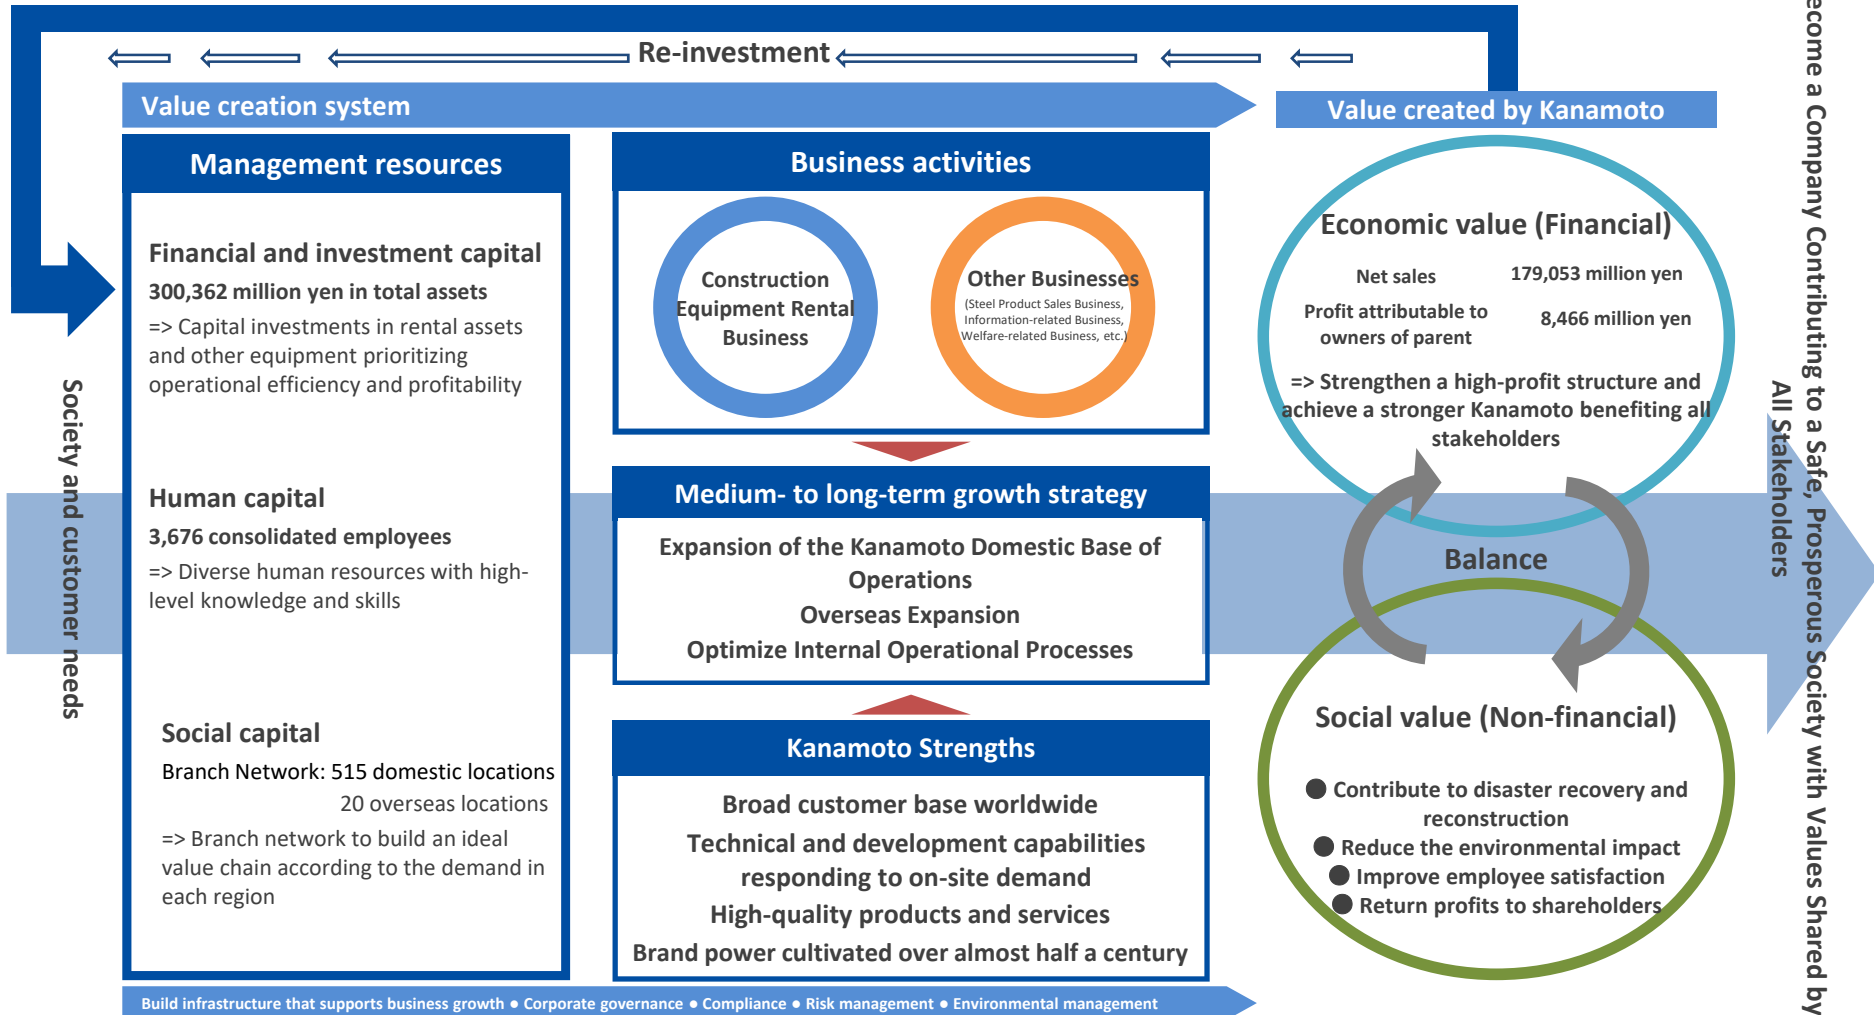 Re-investment
Value creation system
Value created by Kanamoto
Society and customer needs
Management resources
Financial and investment capital
300,362 million yen in total assets
=> Capital investments in rental assets
and other equipment prioritizing
operational efficiency and profitability
Human capital
3,676 consolidated employees
=> Diverse human resources with high-
level knowledge and skills
Social capital
Branch Network: 515 domestic locations
20 overseas locations
=> Branch network to build an ideal
value chain according to the demand in
each region
Business activities
Construction
Equipment Rental
Business
Other Businesses
(Steel Product Sales Business,
Information-related Business,
Welfare-related Business, etc.)
Medium- to long-term growth strategy
Expansion of the Kanamoto Domestic Base of
Operations
Overseas Expansion
Optimize Internal Operational Processes
Kanamoto Strengths
Broad customer base worldwide
Technical and development capabilities
responding to on-site demand
High-quality products and services
Brand power cultivated over almost half a century
Economic value (Financial)
Net sales 179,053 million yen
Profit attributable to
owners of parent 8,466 million yen
=> Strengthen a high-profit structure and
achieve a stronger Kanamoto benefiting all
stakeholders
Balance
Social value (Non-financial)
● Contribute to disaster recovery and
reconstruction
● Reduce the environmental impact
● Improve employee satisfaction
● Return profits to shareholders
ecome a Company Contributing to a Safe, Prosperous Society with Values Shared by
All Stakeholders
Build infrastructure that supports business growth ● Corporate governance ● Compliance ● Risk management ● Environmental management